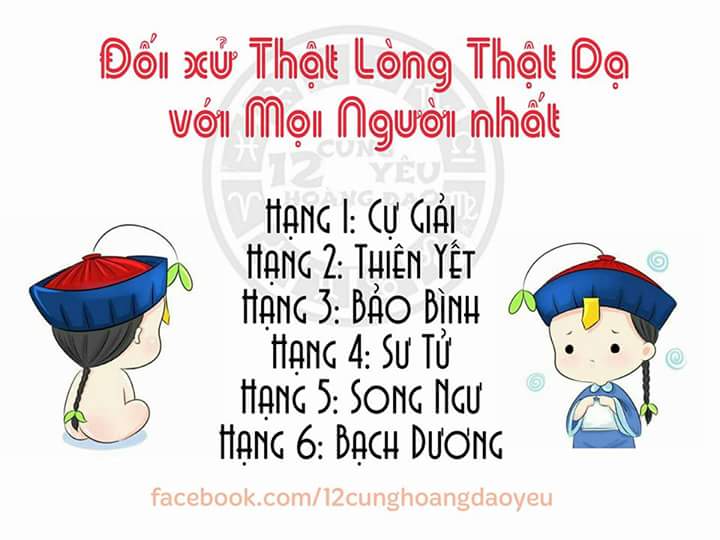 Đối xử Thật Lòng Thật Dạ
với Mọi Người nhất
12 CUNG
HOÀNG ĐẠO
YÊU
Hạng 1: Cự Giải
Hạng 2: Thiên Yết
Hạng 3: Bảo Bình
Hạng 4: Sư Tử
Hạng 5: Song Ngư
Hạng 6: Bạch Dương
facebook.com/12cunghoangdaoyeu